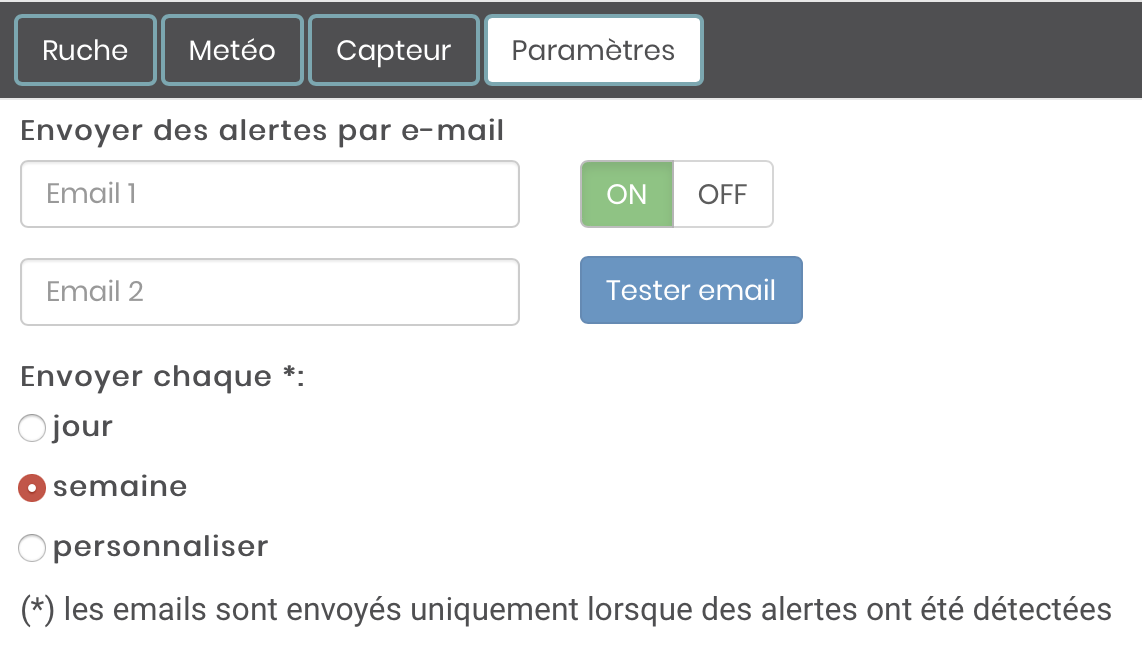 Ruche Metéo Capteur Paramètres
Envoyer des alertes par e-mail
Email 1 ON OFF
Email 2 Tester email
Envoyer chaque *:
jour
semaine
personnaliser
(*) les emails sont envoyés uniquement lorsque des alertes ont été détectées